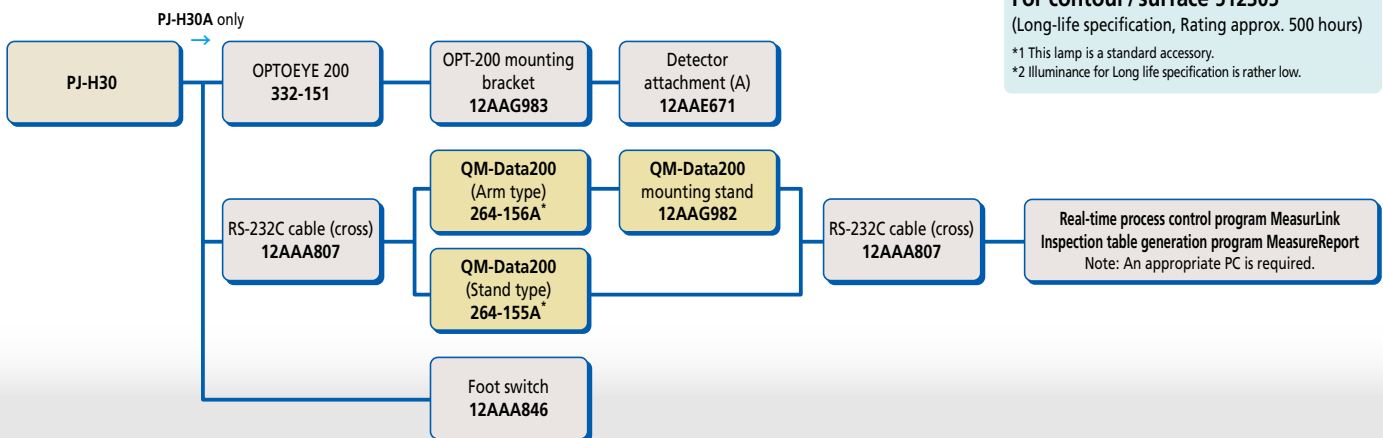 For contour / surface 512305
(Long-life specification, Rating approx. 500 hours)
*1 This lamp is a standard accessory.
*2 Illuminance for Long life specification is rather low.
PJ-H30A only
→
PJ-H30
OPTOEYE 200
332-151
OPT-200 mounting
bracket
12AAG983
Detector
attachment (A)
12AAE671
RS-232C cable (cross)
12AAA807
QM-Data200
(Arm type)
264-156A*
QM-Data200
mounting stand
12AAG982
QM-Data200
(Stand type)
264-155A*
RS-232C cable (cross)
12AAA807
Real-time process control program MeasurLink
Inspection table generation program MeasureReport
Note: An appropriate PC is required.
Foot switch
12AAA846